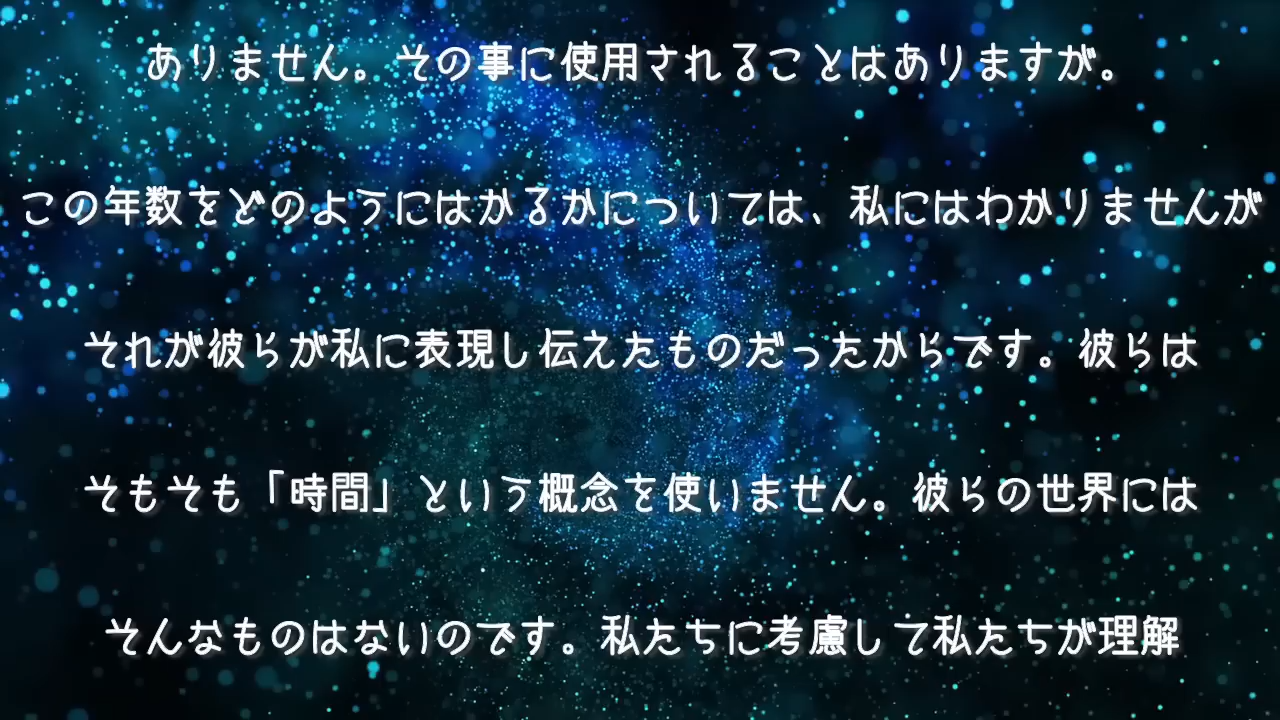 ありません。その事に使用されることはありますが。
この年数をどのようにはかるかについては、私にはわかりませんが
それが彼らが私に表現し伝えたものだったからです。彼らは
そもそも「時間」という概念を使いません。彼らの世界には
そんなものはないのです。私たちに考慮して私たちが理解